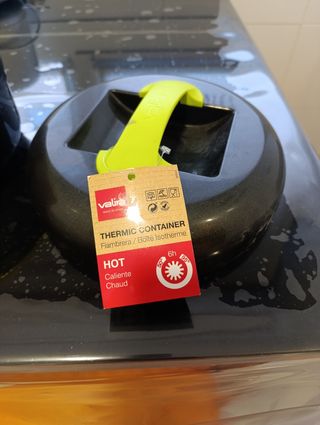 valira
THERMIC CONTAINER
Fiambrera / Boîte Isotherme
HOT
Caliente
Chaud
6h